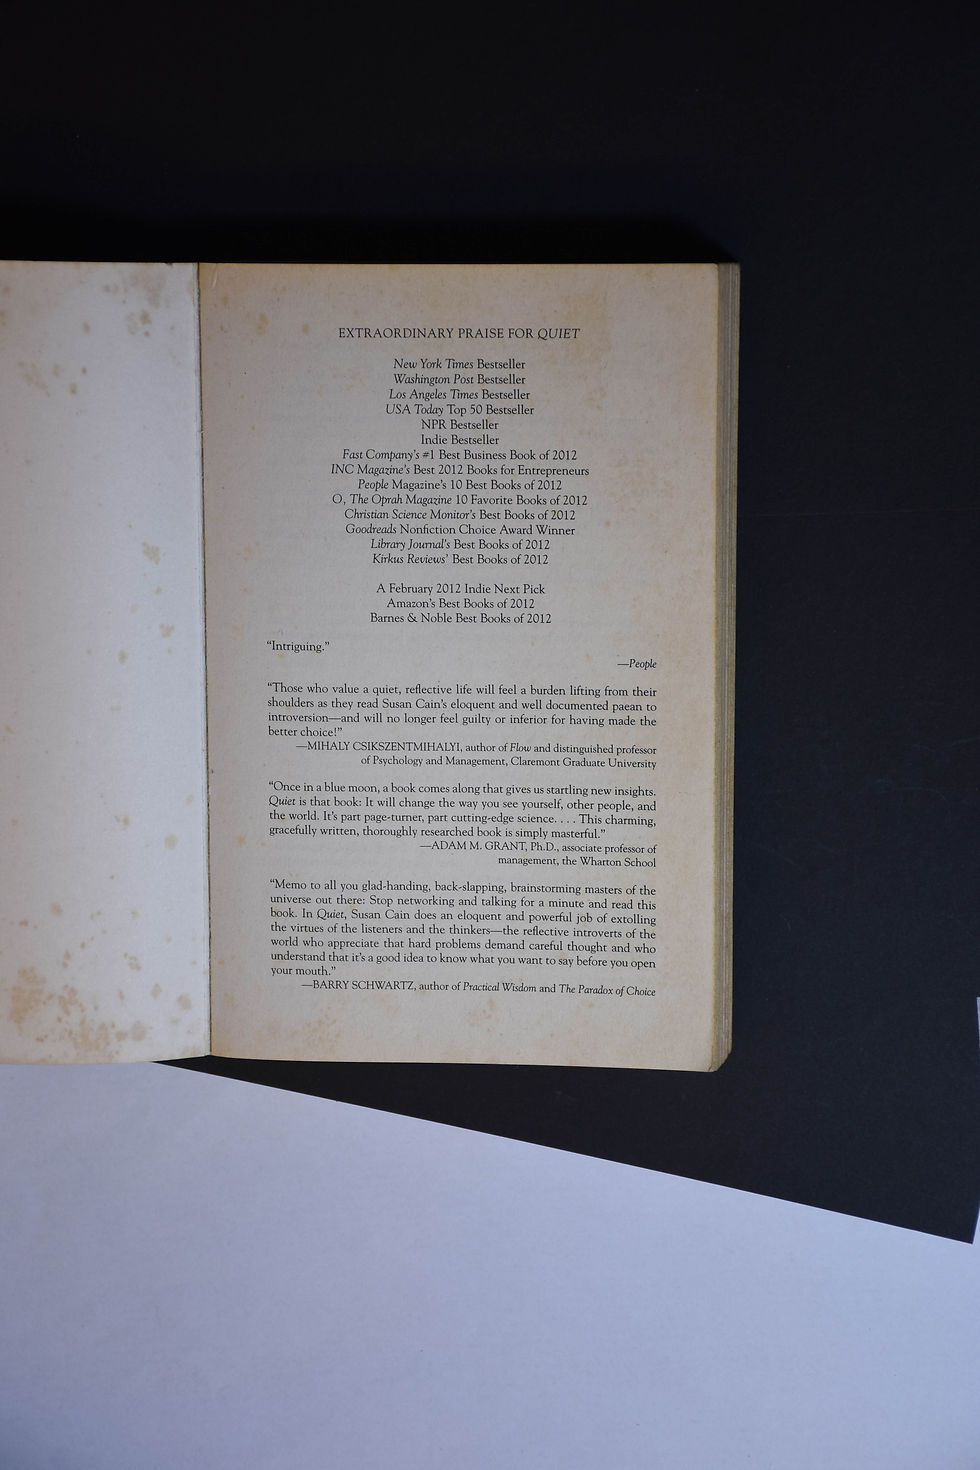 EXTRAORDINARY PRAISE FOR QUIET
New York Times Bestseller
Washington Post Bestseller
Los Angeles Times Bestseller
USA Today Top 50 Bestseller
NPR Bestseller
Indie Bestseller
Fast Company's #1 Best Business Book of 2012
INC Magazine's Best 2012 Books for Entrepreneurs
People Magazine's 10 Best Books of 2012
O, The Oprah Magazine 10 Favorite Books of 2012
Christian Science Monitor's Best Books of 2012
Goodreads Nonfiction Choice Award Winner
Library Journal's Best Books of 2012
Kirkus Reviews' Best Books of 2012
A February 2012 Indie Next Pick
Amazon's Best Books of 2012
Barnes & Noble Best Books of 2012
“Intriguing.”
—People
“Those who value a quiet, reflective life will feel a burden lifting from their
shoulders as they read Susan Cain's eloquent and well documented paean to
introversion—and will no longer feel guilty or inferior for having made the
better choice!”
—MIHALY CSIKSZENTMIHALYI, author of Flow and distinguished professor
of Psychology and Management, Claremont Graduate University
“Once in a blue moon, a book comes along that gives us startling new insights.
Quiet is that book: It will change the way you see yourself, other people, and
the world. It's part page-turner, part cutting-edge science. . . . This charming,
gracefully written, thoroughly researched book is simply masterful.”
—ADAM M. GRANT, Ph.D., associate professor of
management, the Wharton School
“Memo to all you glad-handing, back-slapping, brainstorming masters of the
universe out there: Stop networking and talking for a minute and read this
book. In Quiet, Susan Cain does an eloquent and powerful job of extolling
the virtues of the listeners and the thinkers—the reflective introverts of the
world who appreciate that hard problems demand careful thought and who
understand that it's a good idea to know what you want to say before you open
your mouth.”
—BARRY SCHWARTZ, author of Practical Wisdom and The Paradox of Choice